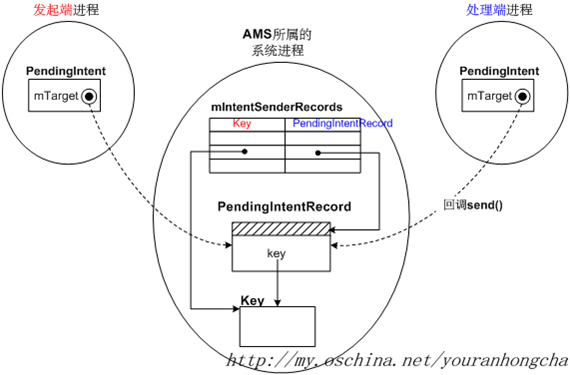 发起端进程
PendingIntent
mTarget
AMS所属的
系统进程
mIntentSenderRecords
Key
PendingIntentRecord
处理端进程
PendingIntent
mTarget
回调send()
PendingIntentRecord
key
Key
http://my.oschina.net/youranhongcha